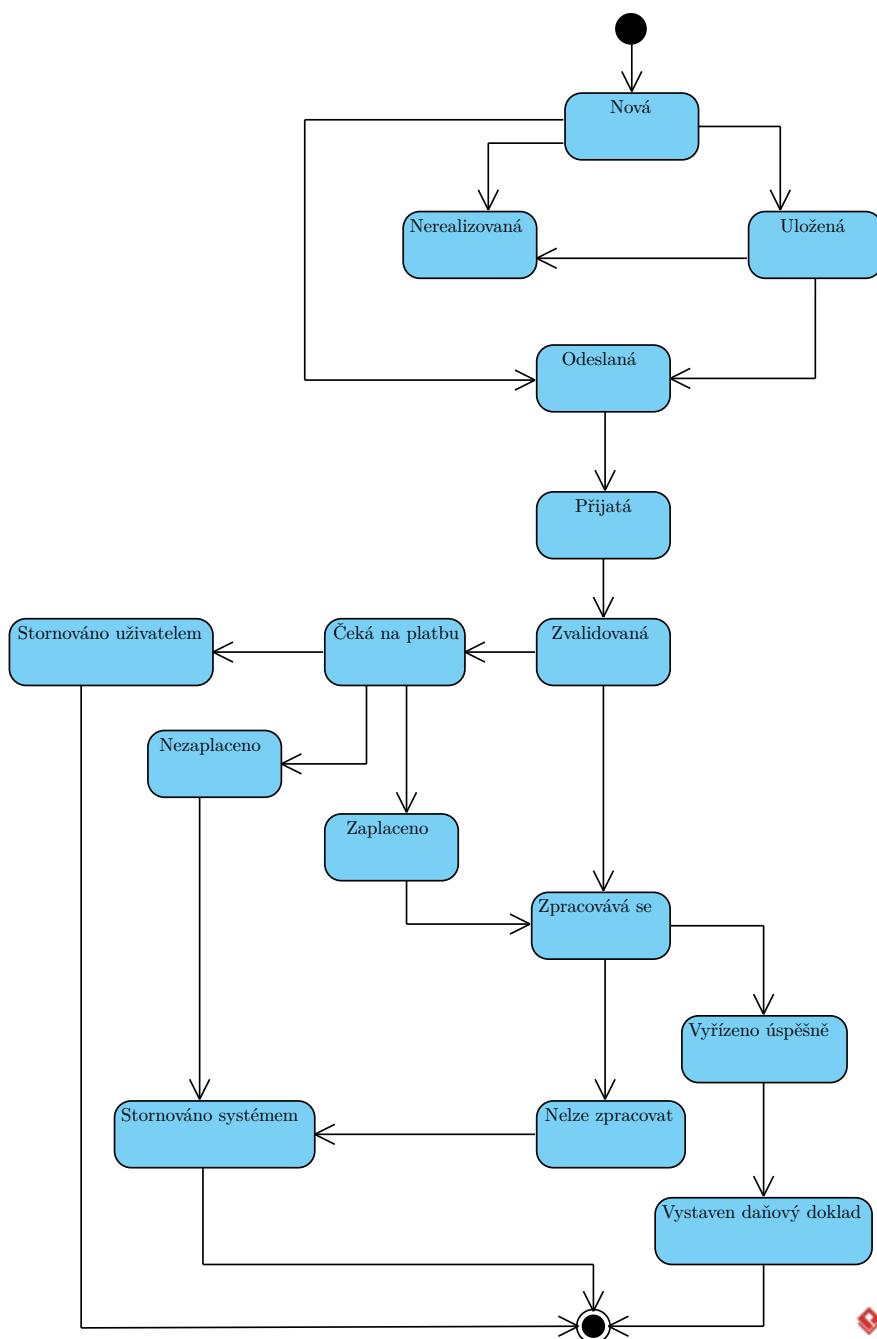 Nová
Nerealizovaná
Uložená
Odeslaná
Přijatá
Stornováno uživatelem
Čeká na platbu
Zvalidovaná
Nezaplaceno
Zaplaceno
Zpracovává se
Vyřízeno úspěšně
Stornováno systémem
Nelze zpracovat
Vystaven daňový doklad